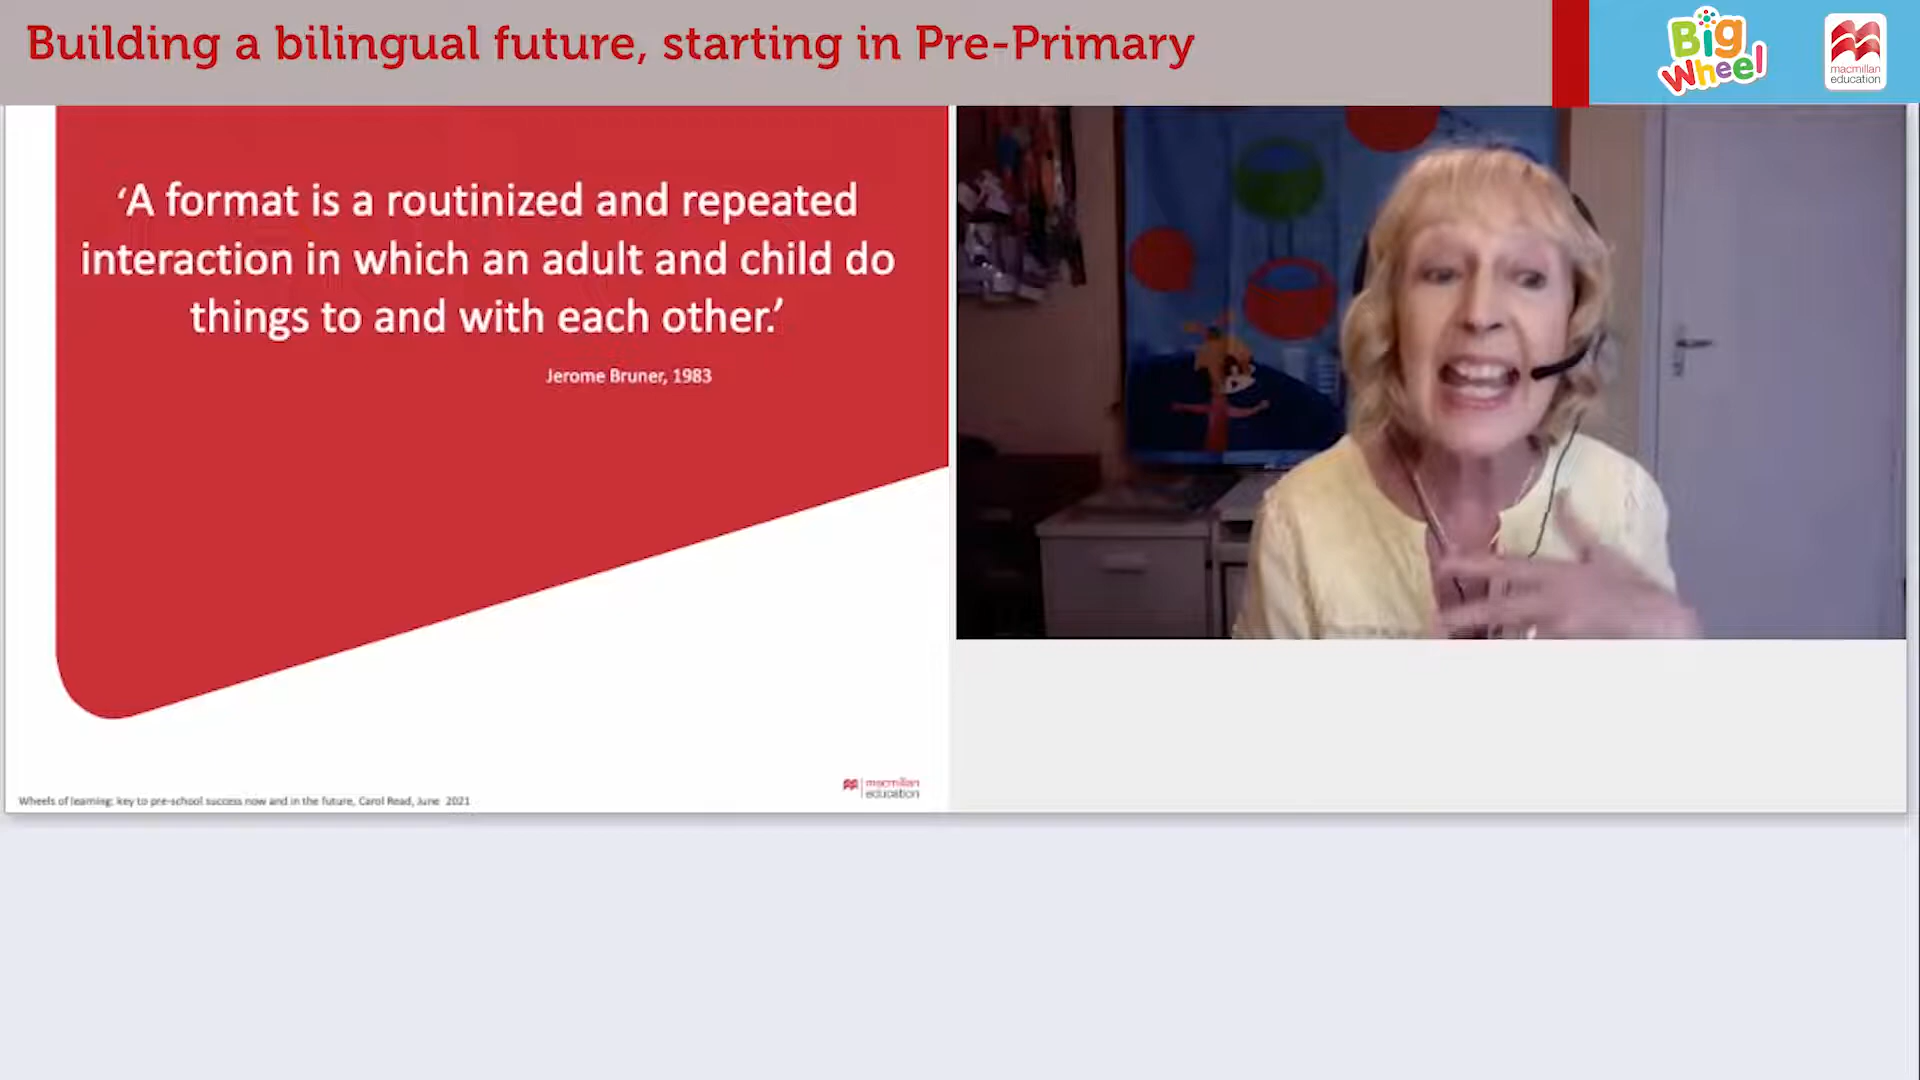 Building a bilingual future, starting in Pre-Primary
Big
Wheel
macmillan
education
‘A format is a routinized and repeated
interaction in which an adult and child do
things to and with each other.’
Jerome Bruner, 1983
macmillan
education
Wheels of learning: key to pre-school success now and in the future, Carol Read, June 2021